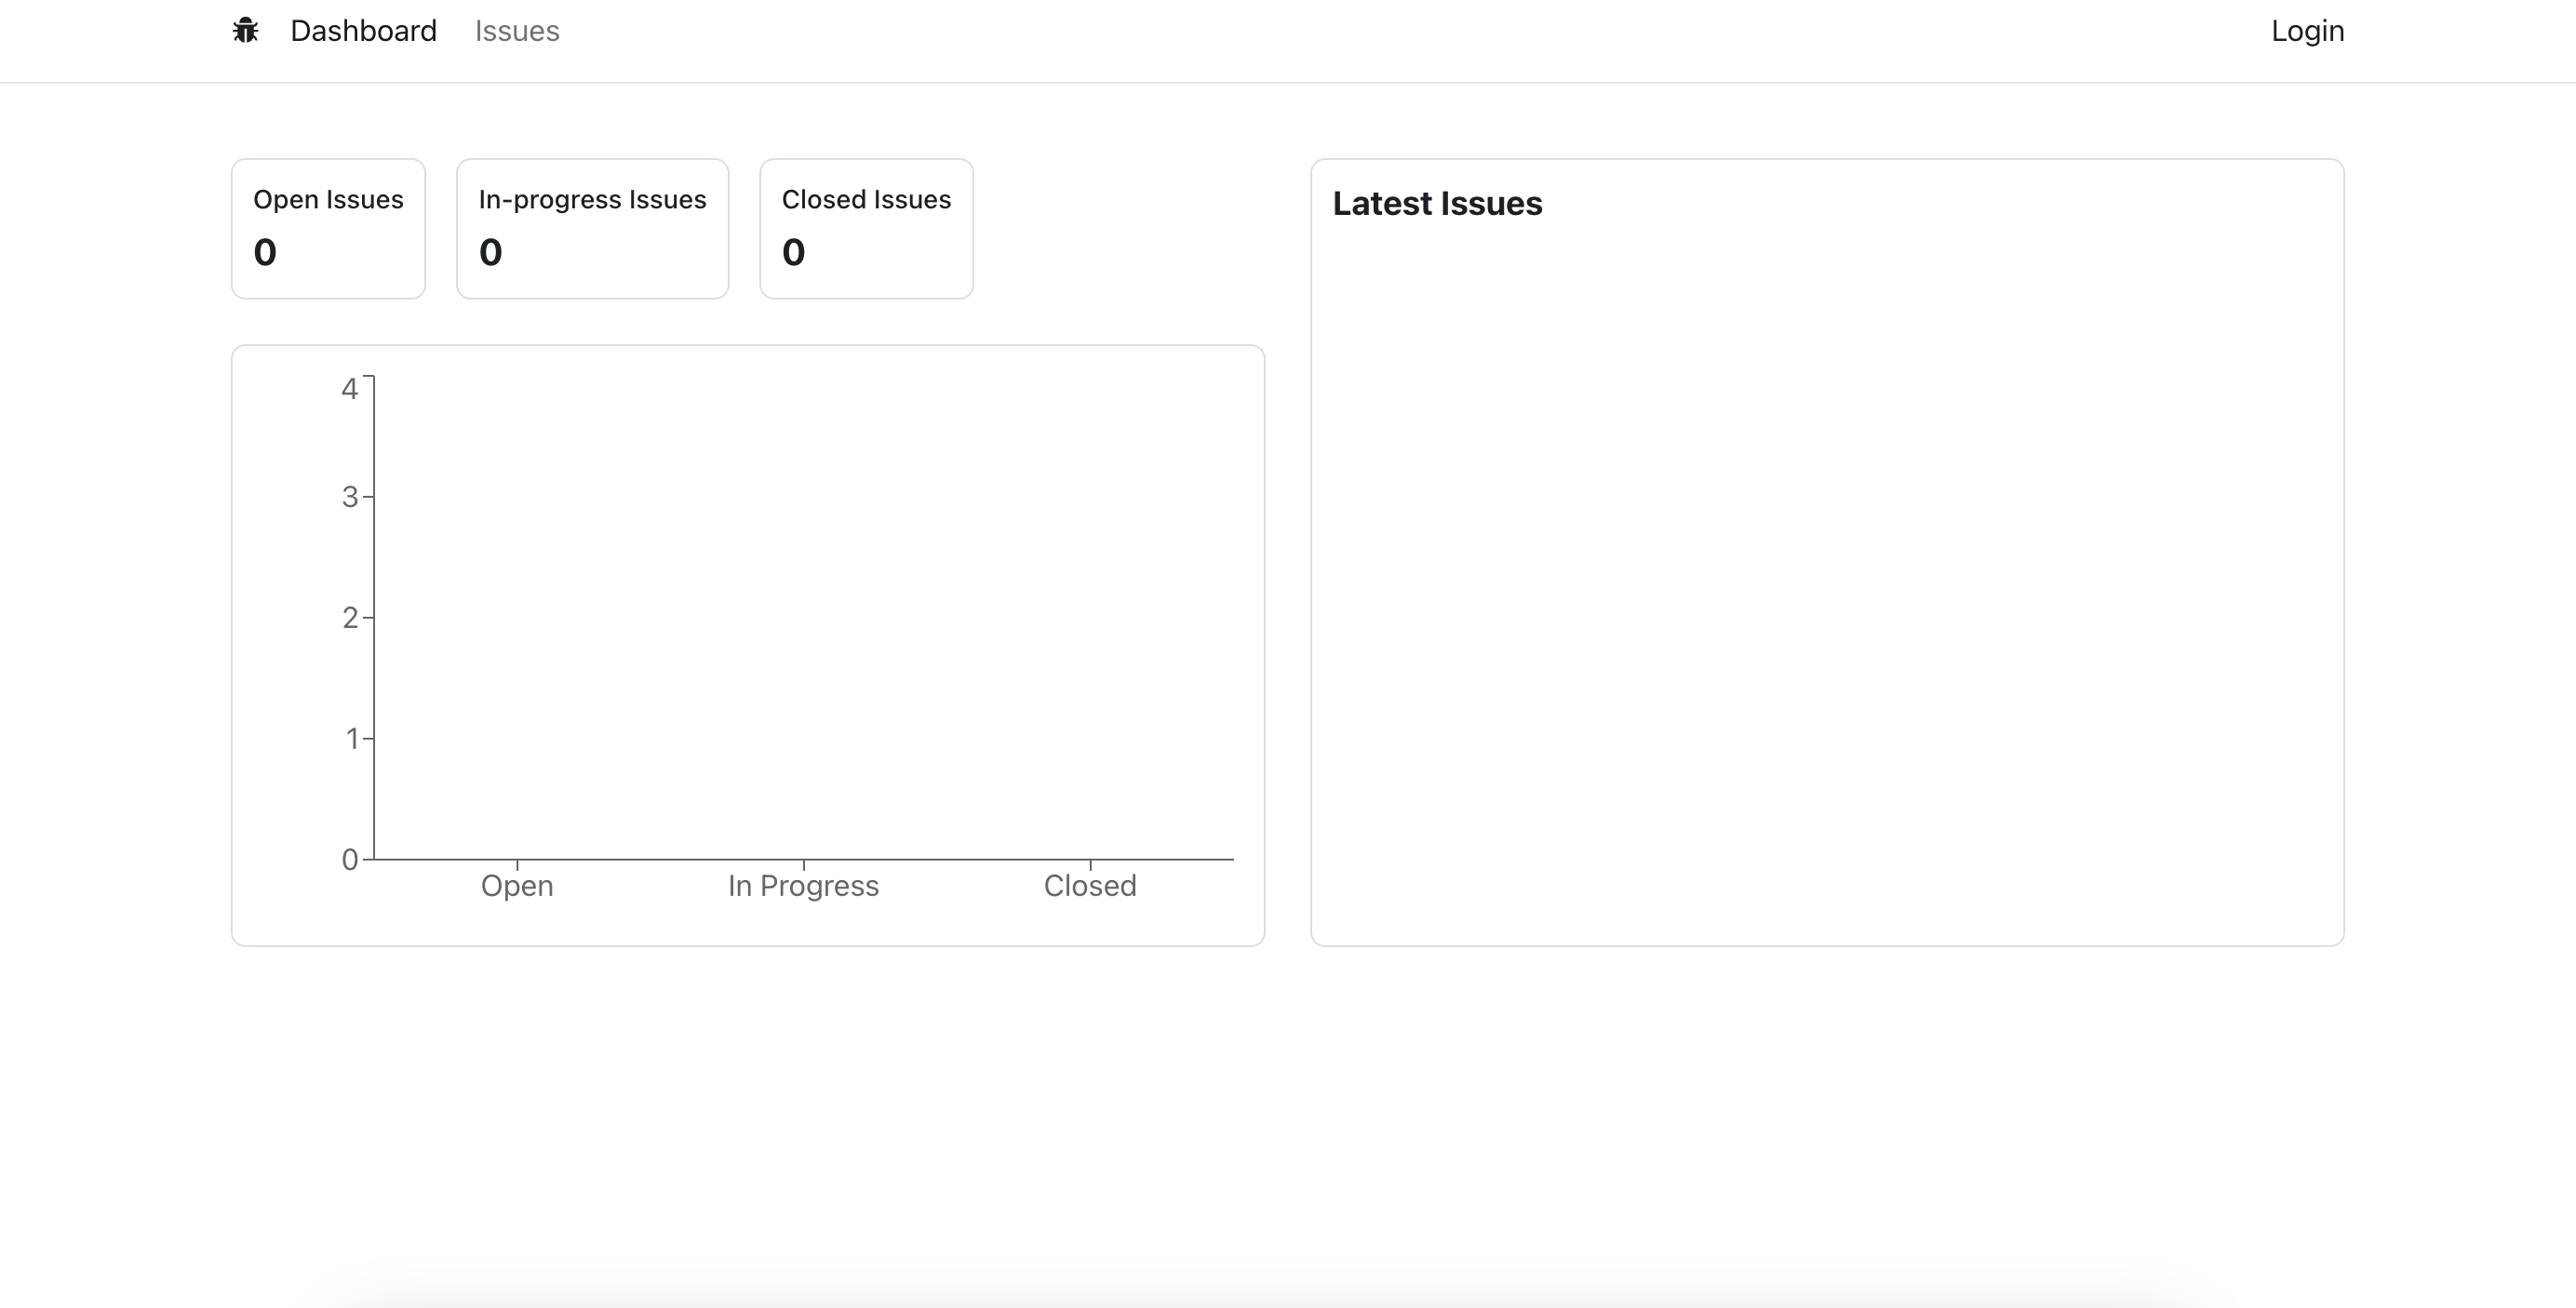 Dashboard Issues Login
Open Issues
0
In-progress Issues
0
Closed Issues
0
4
3
2
1
0
Open In Progress Closed
Latest Issues